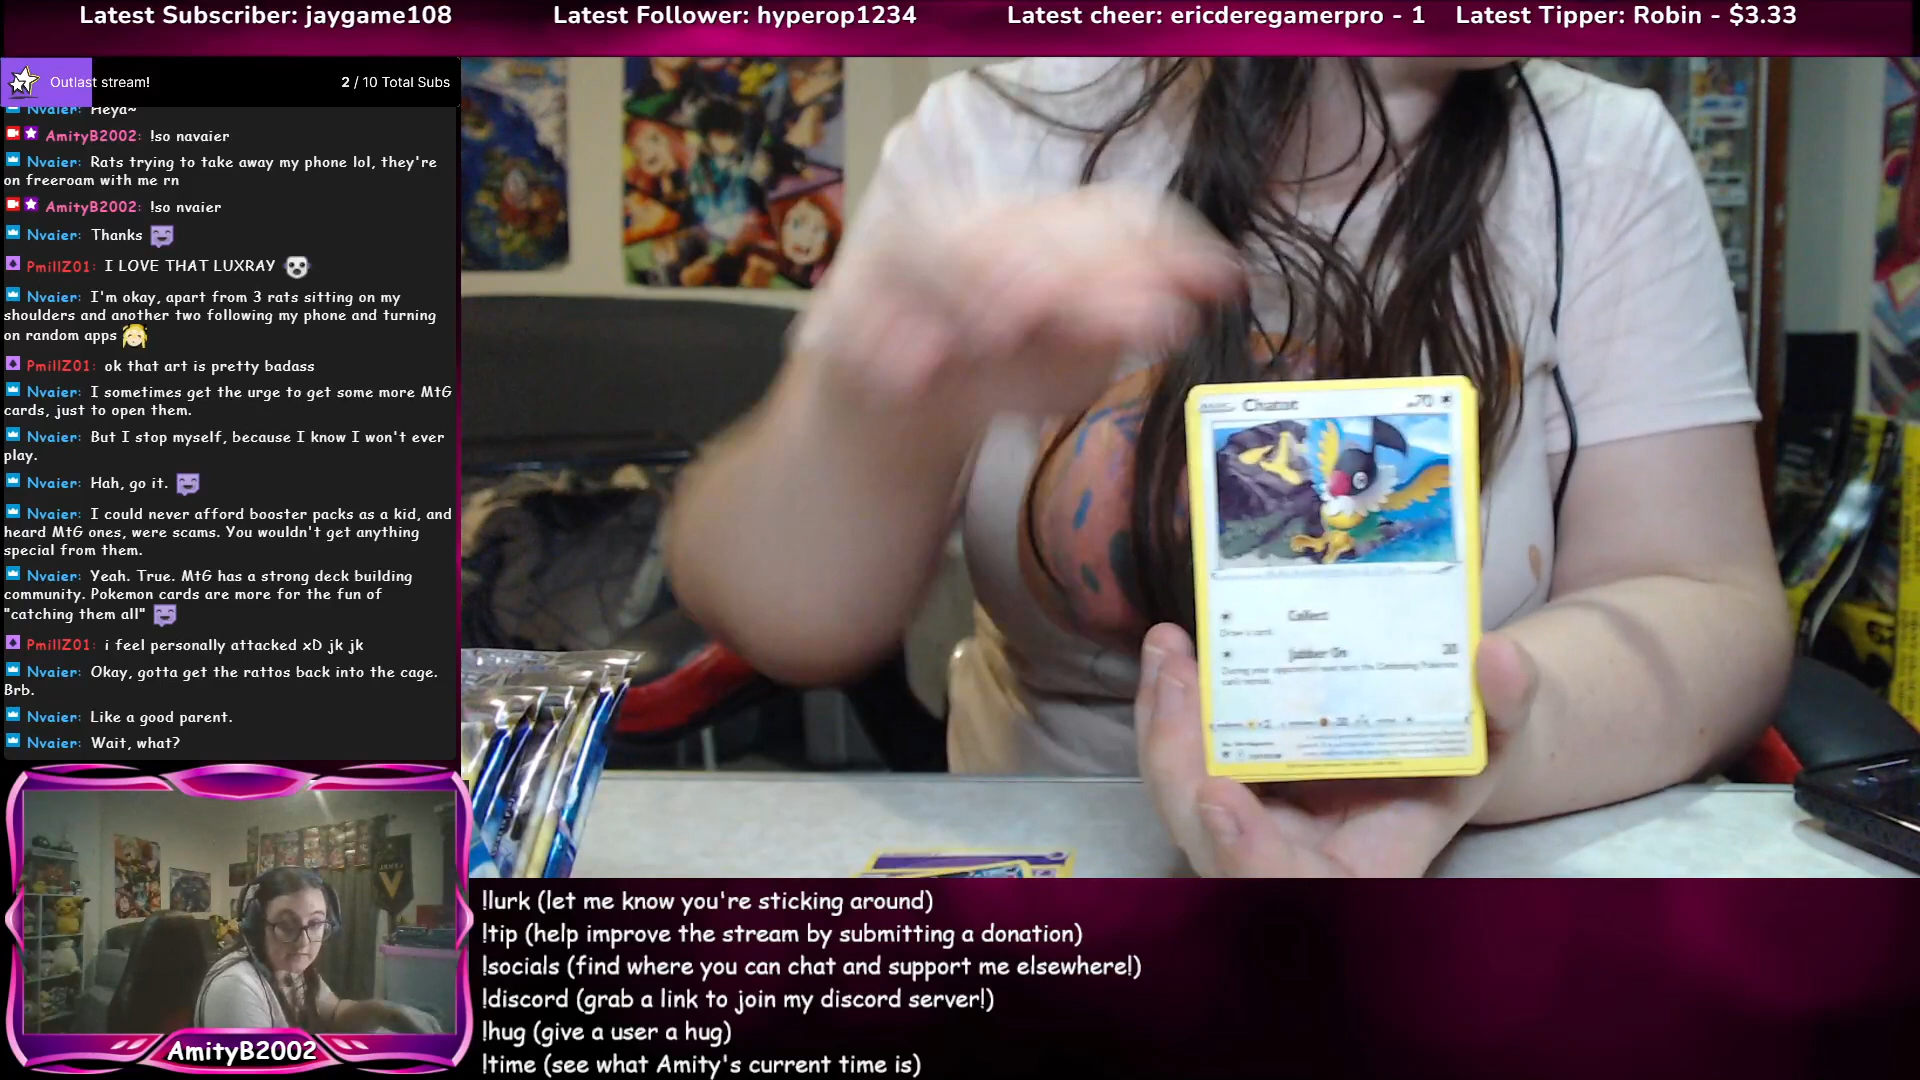 Latest Subscriber: jaygame108
Latest Follower: hyperop1234
Latest cheer: ericderegamerpro - 1
Latest Tipper: Robin - $3.33
Outlast stream!
2 / 10 Total Subs
Nvaier: Heya~
AmityB2002: !so navaier
Nvaier: Rats trying to take away my phone lol, they're
on freeroam with me rn
AmityB2002: !so nvaier
Nvaier: Thanks
PmillZ01: I LOVE THAT LUXRAY
Nvaier: I'm okay, apart from 3 rats sitting on my
shoulders and another two following my phone and turning
on random apps
PmillZ01: ok that art is pretty badass
Nvaier: I sometimes get the urge to get some more MtG
cards, just to open them.
Nvaier: But I stop myself, because I know I won't ever
play.
Nvaier: Hah, go it.
Nvaier: I could never afford booster packs as a kid, and
heard MtG ones, were scams. You wouldn't get anything
special from them.
Nvaier: Yeah. True. MtG has a strong deck building
community. Pokemon cards are more for the fun of
"catching them all"
PmillZ01: i feel personally attacked xD jk jk
Nvaier: Okay, gotta get the rattos back into the cage.
Brb.
Nvaier: Like a good parent.
Nvaier: Wait, what?
Chatot
70
Collect
Draw a card.
Jabber On
20
AmityB2002
!lurk (let me know you're sticking around)
!tip (help improve the stream by submitting a donation)
!socials (find where you can chat and support me elsewhere!)
!discord (grab a link to join my discord server!)
!hug (give a user a hug)
!time (see what Amity's current time is)